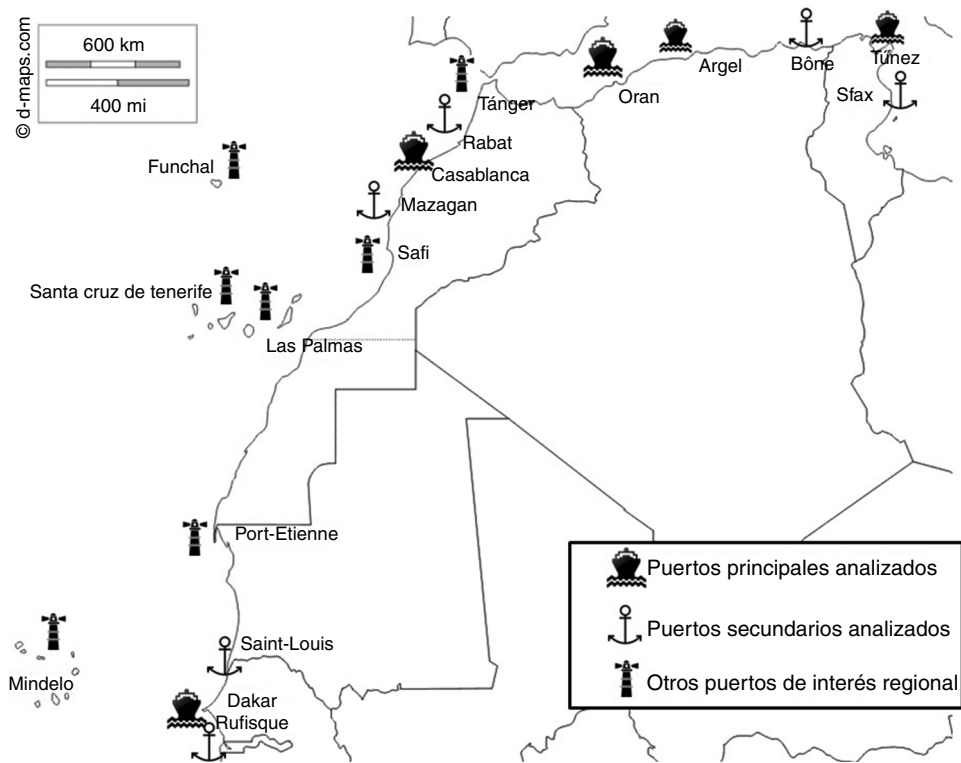 © d-maps.com
600 km
400 mi
Argel
Bône
Túnez
Oran
Sfax
Tánger
Rabat
Funchal
Casablanca
Mazagan
Safi
Santa cruz de tenerife
Las Palmas
Port-Etienne
Puertos principales analizados
Puertos secundarios analizados
Otros puertos de interés regional
Saint-Louis
Mindelo
Dakar
Rufisque